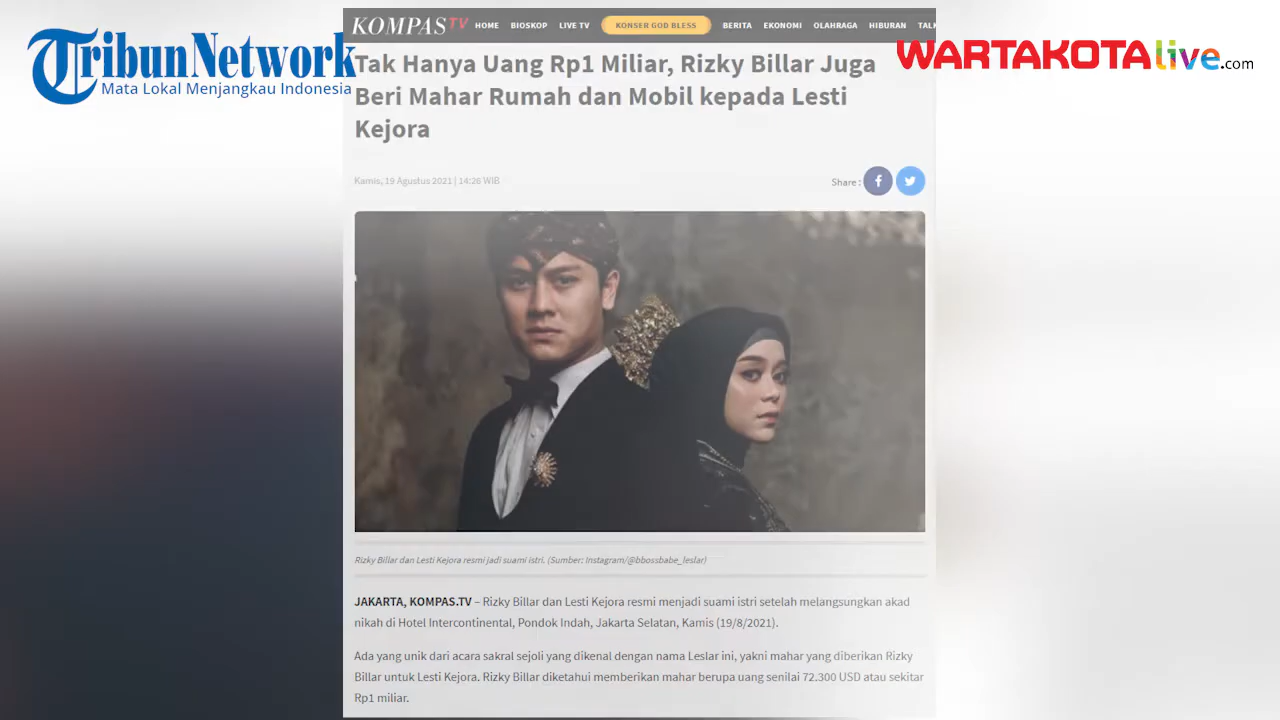 TribunNetwork
Mata Lokal Menjangkau Indonesia
KOMPASTV HOME BIOSKOP LIVE TV KONSER GOD BLESS BERITA EKONOMI OLAHRAGA HIBURAN TALK
WARTAKOTAlive.com
Tak Hanya Uang Rp1 Miliar, Rizky Billar Juga
Beri Mahar Rumah dan Mobil kepada Lesti
Kejora
Kamis, 19 Agustus 2021 | 14:26 WIB
Share :
Rizky Billar dan Lesti Kejora resmi jadi suami istri. (Sumber: Instagram/@bbossbabe_leslar)
JAKARTA, KOMPAS.TV – Rizky Billar dan Lesti Kejora resmi menjadi suami istri setelah melangsungkan akad
nikah di Hotel Intercontinental, Pondok Indah, Jakarta Selatan, Kamis (19/8/2021).
Ada yang unik dari acara sakral sejoli yang dikenal dengan nama Leslar ini, yakni mahar yang diberikan Rizky
Billar untuk Lesti Kejora. Rizky Billar diketahui memberikan mahar berupa uang senilai 72.300 USD atau sekitar
Rp1 miliar.